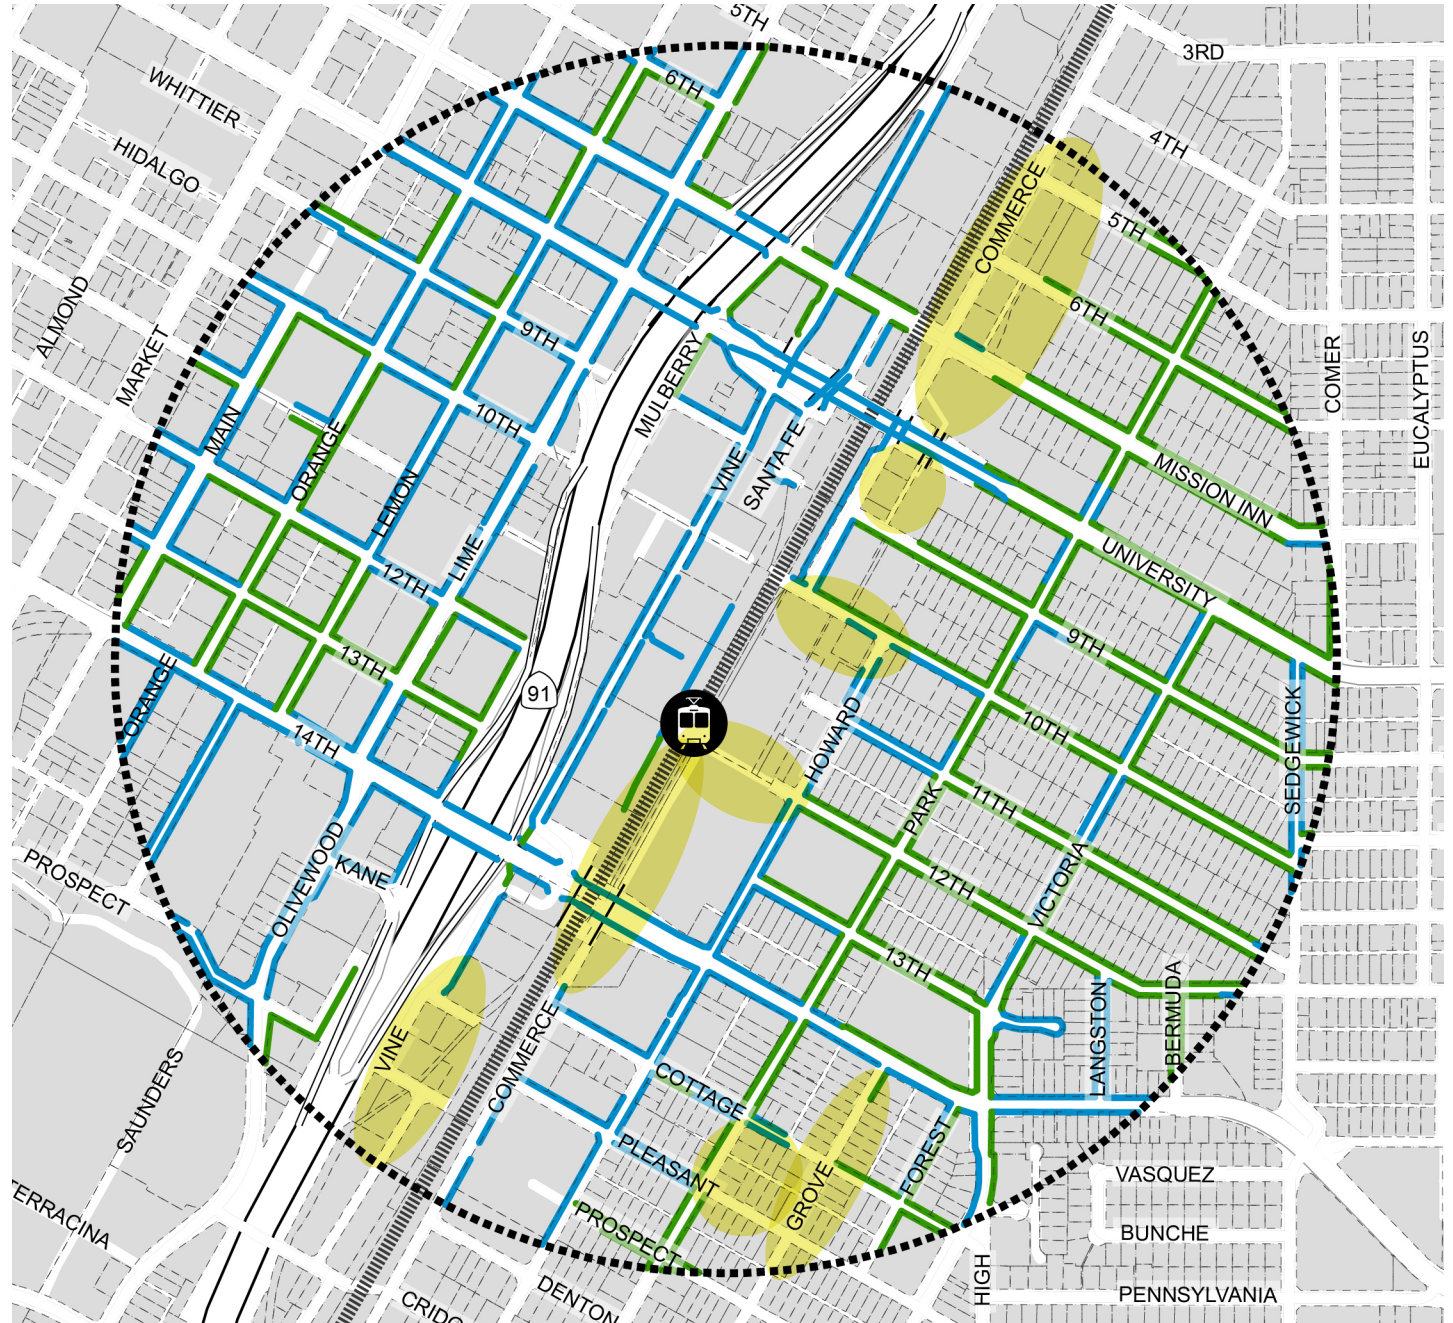 5TH
3RD
WHITTIER
6TH
4TH
HIDALGO
COMMERCE
5TH
6TH
ALMOND
MARKET
9TH
MULBERRY
COMER
EUCALYPTUS
MAIN
ORANGE
10TH
LEMON
VINE
SANTA FE
MISSION INN
LIME
12TH
UNIVERSITY
13TH
9TH
ORANGE
91
14TH
HOWARD
10TH
SEDGEWICK
PARK
11TH
PROSPECT
OLIVEWOOD
KANE
12TH
VICTORIA
13TH
VINE
COMMERCE
LANGSTON
BERMUDA
SAUNDERS
COTTAGE
PLEASANT
GROVE
FOREST
VASQUEZ
TERRACINA
PROSPECT
BUNCHE
HIGH
DENTON
PENNSYLVANIA
CRIDG